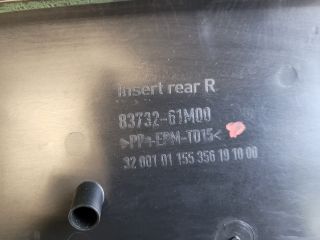 Insert rear R
83732-61M00
>PP+EPM-TD15<
32 001 01 155 356 19 10 00